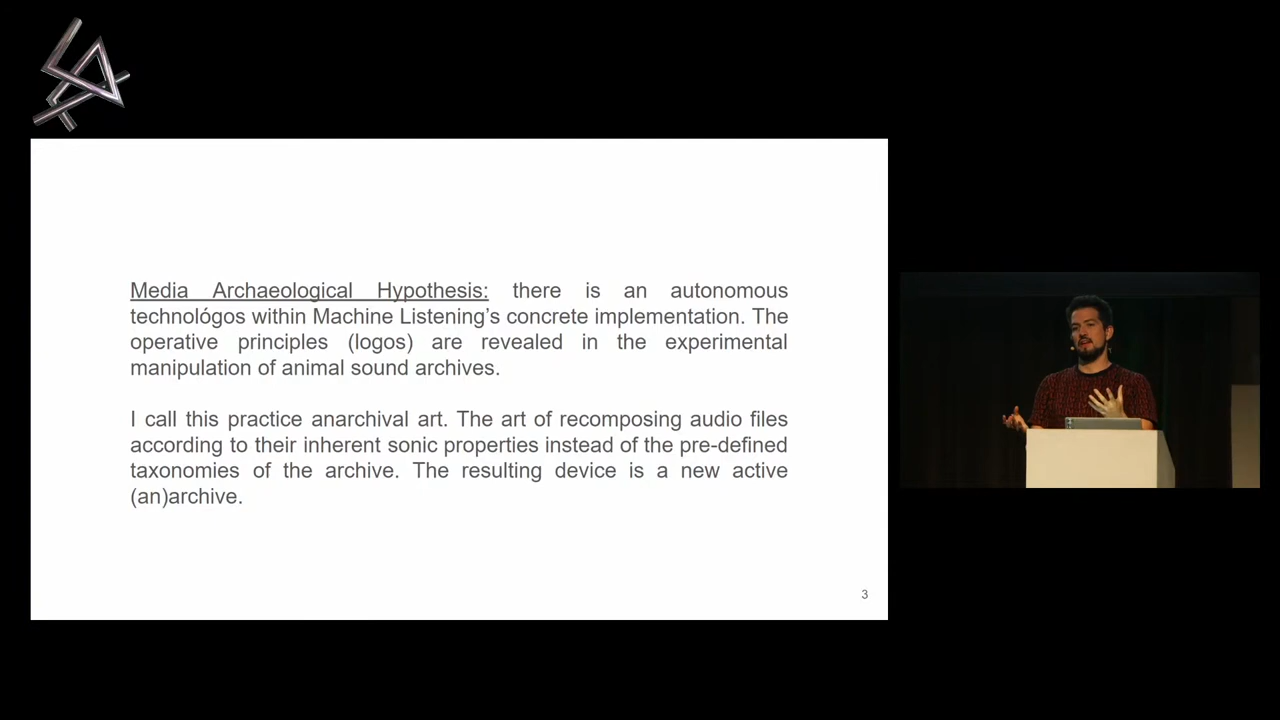 Media Archaeological Hypothesis: there is an autonomous
technológos within Machine Listening’s concrete implementation. The
operative principles (logos) are revealed in the experimental
manipulation of animal sound archives.
I call this practice anarchival art. The art of recomposing audio files
according to their inherent sonic properties instead of the pre-defined
taxonomies of the archive. The resulting device is a new active
(an)archive.
3